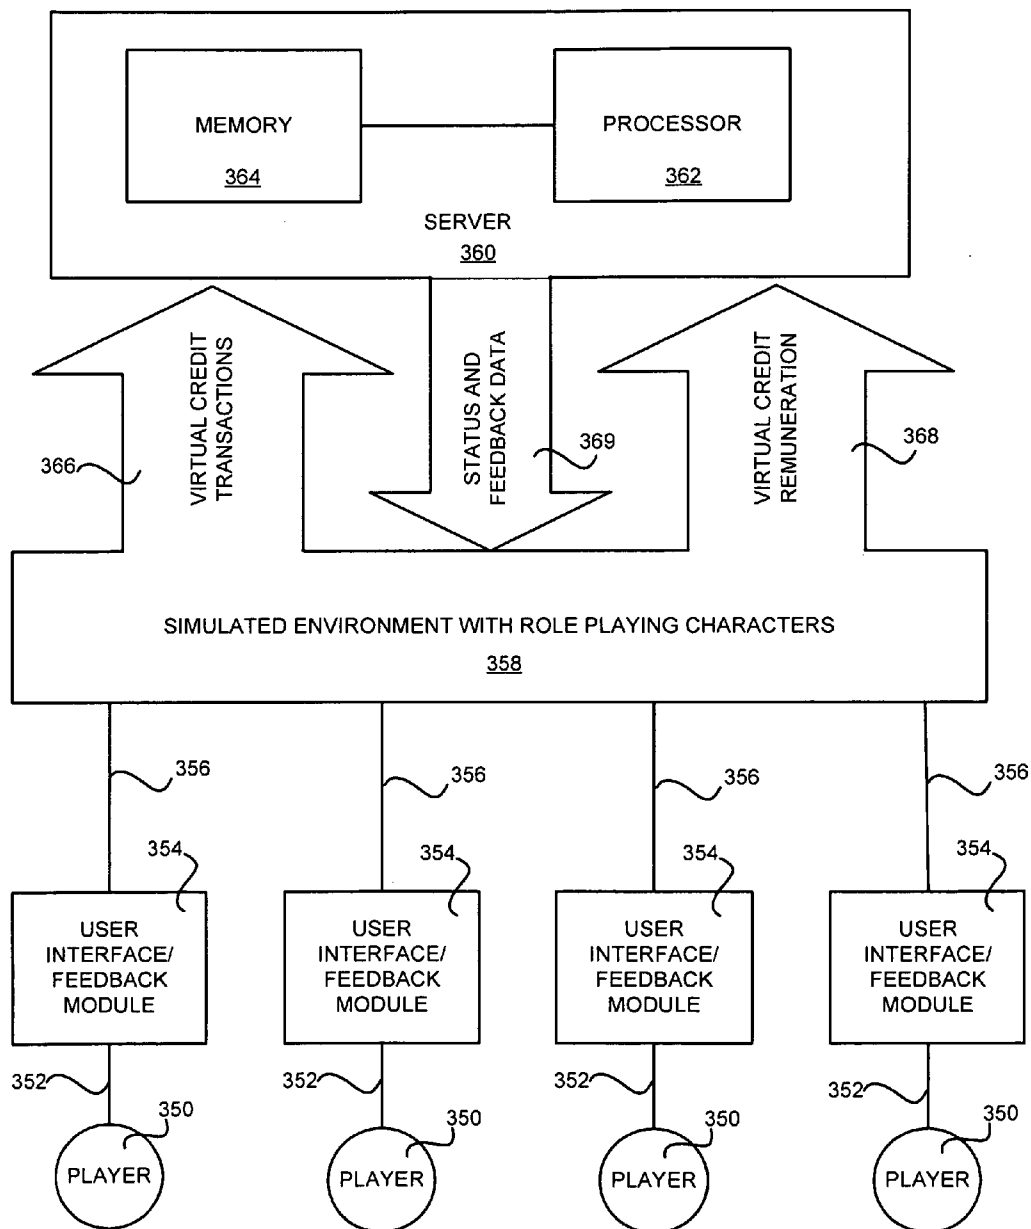 MEMORY
364
PROCESSOR
362
SERVER
360
VIRTUAL CREDIT
TRANSACTIONS
366
STATUS AND
FEEDBACK DATA
369
VIRTUAL CREDIT
REMUNERATION
368
SIMULATED ENVIRONMENT WITH ROLE PLAYING CHARACTERS
358
356
356
356
356
354
354
354
354
USER
INTERFACE/
FEEDBACK
MODULE
USER
INTERFACE/
FEEDBACK
MODULE
USER
INTERFACE/
FEEDBACK
MODULE
USER
INTERFACE/
FEEDBACK
MODULE
352
352
352
352
350
350
350
350
PLAYER
PLAYER
PLAYER
PLAYER